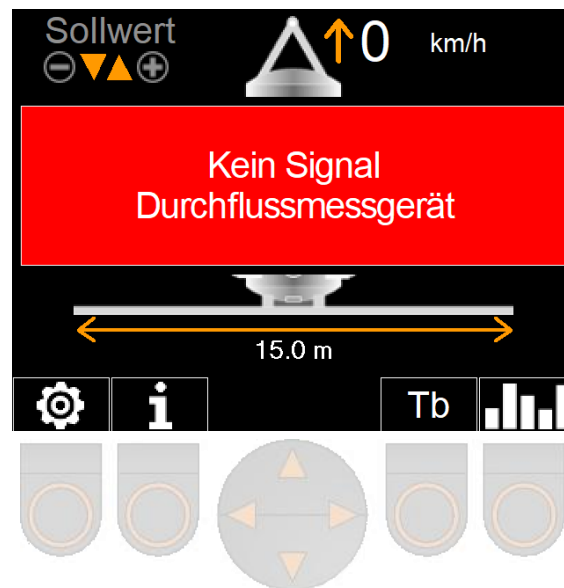 Sollwert
0 km/h
Kein Signal
Durchflussmessgerät
15.0 m
i
Tb